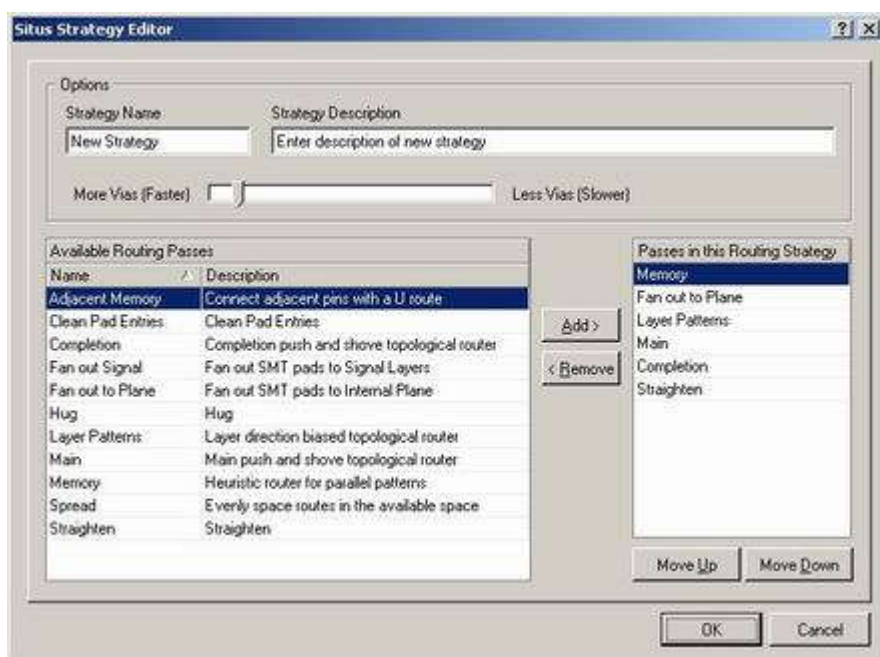 Situs Strategy Editor
Options
Strategy Name Strategy Description
New Strategy Enter description of new strategy
More Vias (Faster) Less Vias (Slower)
Available Routing Passes
Name Description
Adjacent Memory Connect adjacent pins with a U route
Clean Pad Entries Clean Pad Entries
Completion Completion push and shove topological router
Fan out Signal Fan out SMT pads to Signal Layers
Fan out to Plane Fan out SMT pads to Internal Plane
Hug Hug
Layer Patterns Layer direction biased topological router
Main Main push and shove topological router
Memory Heuristic router for parallel patterns
Spread Evenly space routes in the available space
Straighten Straighten
Add >
< Remove
Passes in this Routing Strategy
Memory
Fan out to Plane
Layer Patterns
Main
Completion
Straighten
Move Up Move Down
OK Cancel